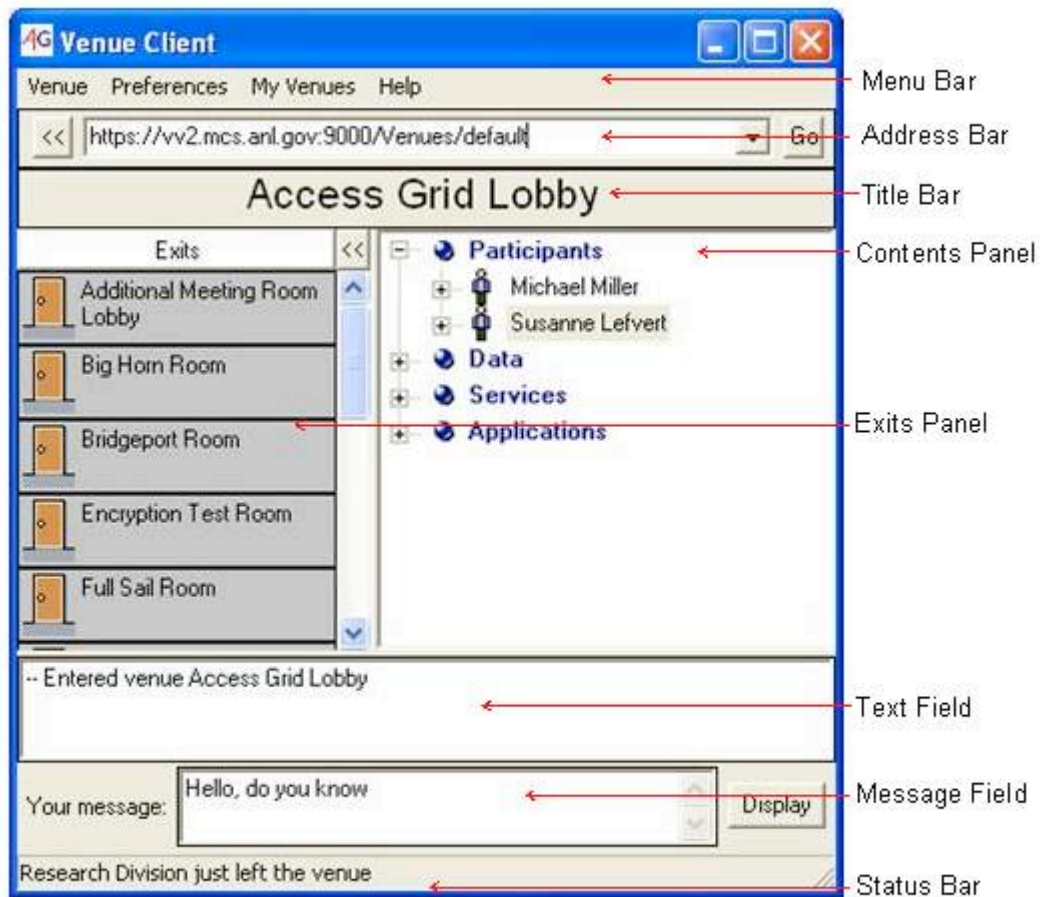 AG Venue Client
Venue Preferences My Venues Help
Menu Bar
<< https://vv2.mcs.anl.gov:9000/Venues/default Go
Address Bar
Access Grid Lobby
Title Bar
Exits <<
Participants
Contents Panel
Additional Meeting Room
Lobby
Michael Miller
Susanne Lefvert
Big Horn Room
Data
Services
Bridgeport Room
Applications
Exits Panel
Encryption Test Room
Full Sail Room
-- Entered venue Access Grid Lobby
Text Field
Your message:
Hello, do you know
Display
Message Field
Research Division just left the venue
Status Bar